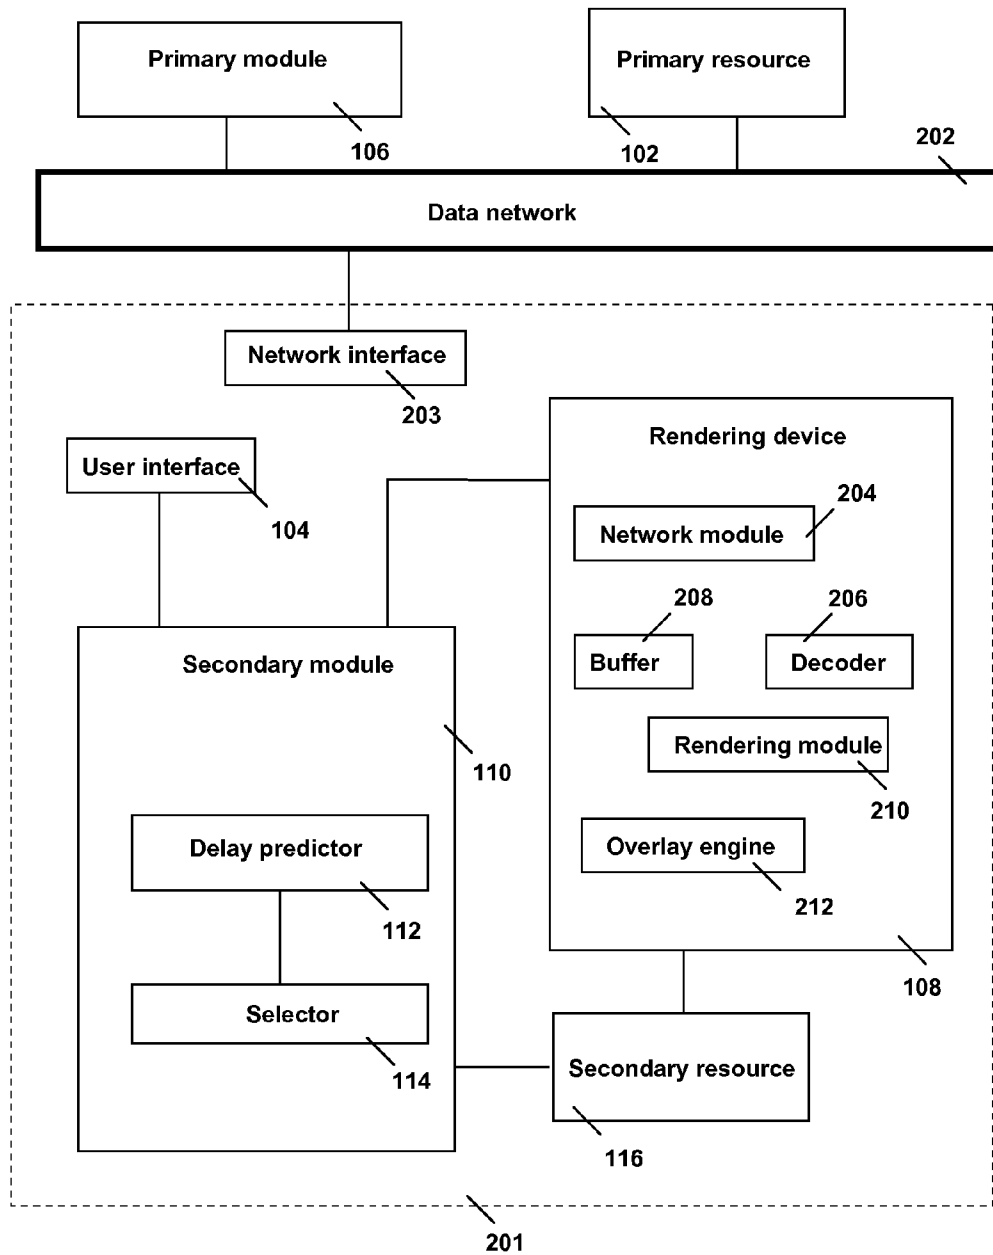 Primary module
106
Primary resource
102
202
Data network
Network interface
203
User interface
104
Rendering device
204
Network module
208
206
Buffer
Decoder
Rendering module
210
Overlay engine
212
108
Secondary module
110
Delay predictor
112
Selector
114
Secondary resource
116
201